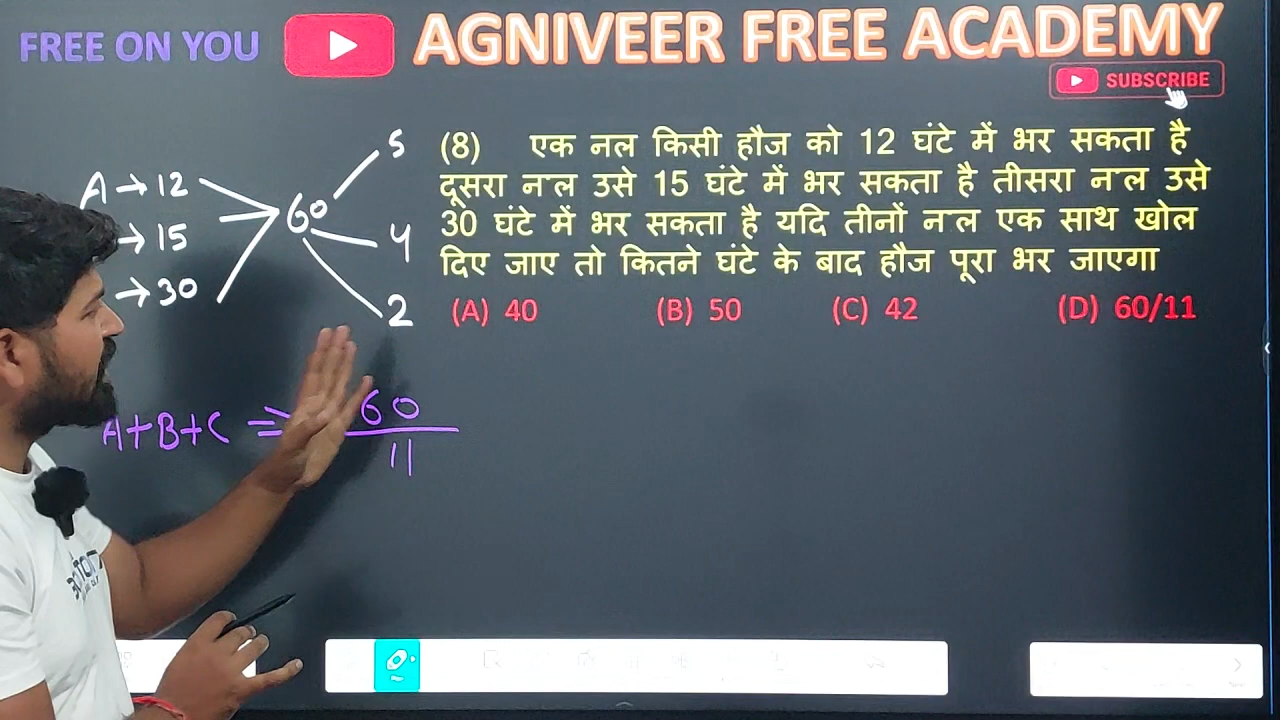 FREE ON YOU
AGNIVEER FREE ACADEMY
SUBSCRIBE
(8) एक नल किसी हौज को 12 घंटे में भर सकता है
दूसरा नल उसे 15 घंटे में भर सकता है तीसरा नल उसे
30 घंटे में भर सकता है यदि तीनों नल एक साथ खोल
दिए जाए तो कितने घंटे के बाद हौज पूरा भर जाएगा
(A) 40 (B) 50 (C) 42 (D) 60/11
A → 12
→ 15
→ 30
60
5
4
2
A+B+C =
60
11